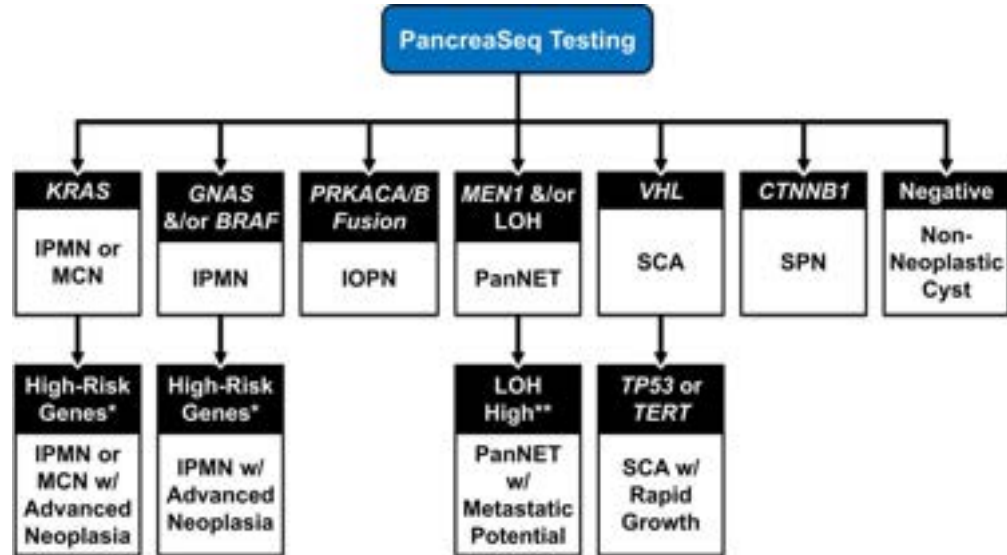 PancreaSeq Testing
KRAS
IPMN or
MCN
GNAS
&/or BRAF
IPMN
PRKACA/B
Fusion
IOPN
MEN1 &/or
LOH
PanNET
VHL
SCA
CTNNB1
SPN
Negative
Non-
Neoplastic
Cyst
High-Risk
Genes*
IPMN or
MCN w/
Advanced
Neoplasia
High-Risk
Genes*
IPMN w/
Advanced
Neoplasia
LOH
High**
PanNET
w/
Metastatic
Potential
TP53 or
TERT
SCA w/
Rapid
Growth